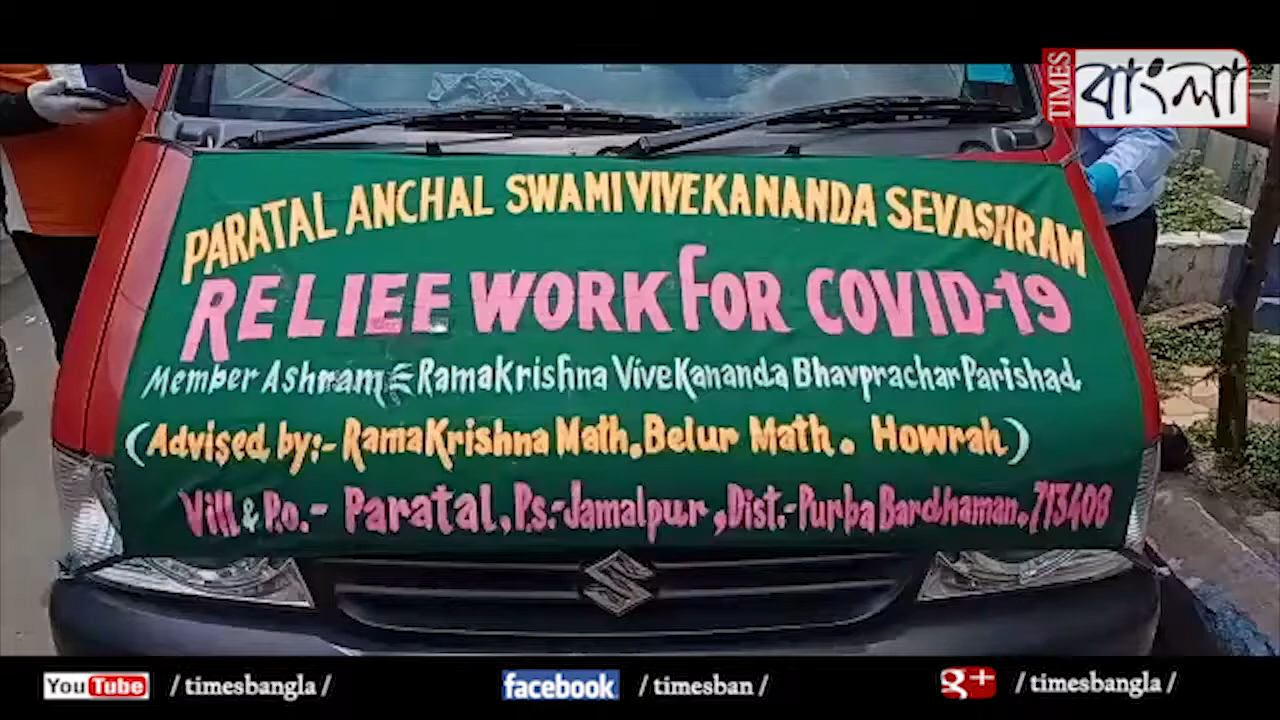 TIMES বাংলা
PARATAL ANCHAL SWAMI VIVEKANANDA SEVASHRAM
RELIEF WORK FOR COVID-19
Member Ashram:- RamaKrishna ViveKananda Bhavprachar Parishad
(Advised by:- RamaKrishna Math, Belur Math. Howrah)
Vill & P.o.- Paratal, P.s.-Jamalpur, Dist.-Purba Bardhaman, 713408
YouTube /timesbangla/
facebook /timesban/
g+ /timesbangla/